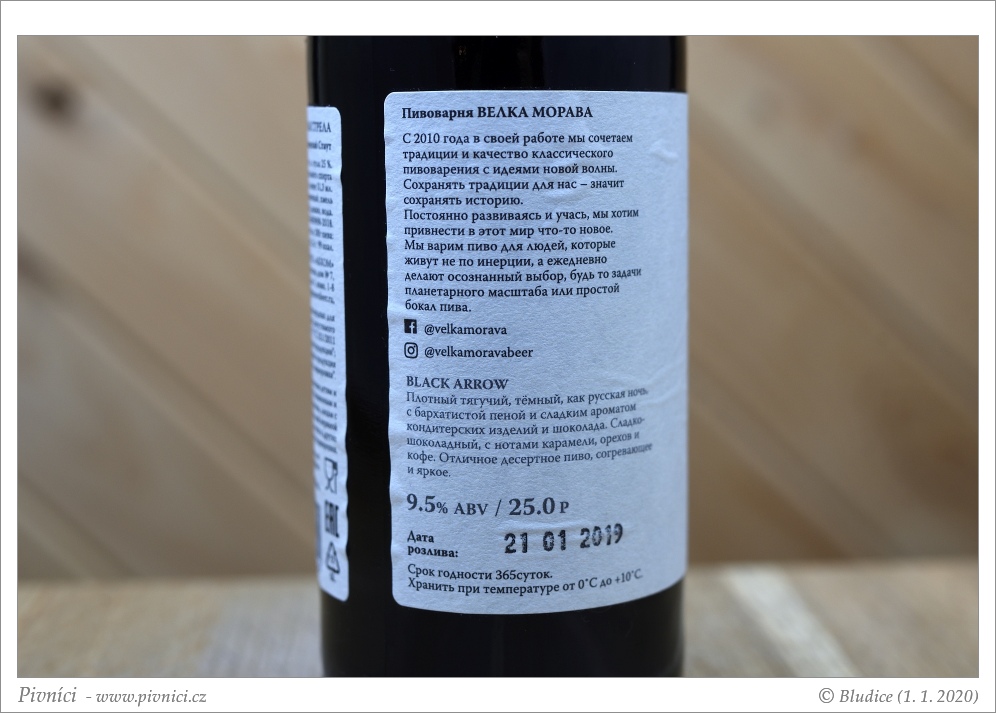 Пивоварня ВЕЛКА МОРАВА
С 2010 года в своей работе мы сочетаем
традиции и качество классического
пивоварения с идеями новой волны.
Сохранять традиции для нас – значит
сохранять историю.
Постоянно развиваясь и учась, мы хотим
привнести в этот мир что-то новое.
Мы варим пиво для людей, которые
живут не по инерции, а ежедневно
делают осознанный выбор, будь то задачи
планетарного масштаба или простой
бокал пива.
@velkamorava
@velkamoravabeer
BLACK ARROW
Плотный тягучий, тёмный, как русская ночь,
с бархатистой пеной и сладким ароматом
кондитерских изделий и шоколада. Сладко-
шоколадный, с нотами карамели, орехов и
кофе. Отличное десертное пиво, согревающее
и яркое.
9.5% ABV / 25.0 P
Дата
розлива:
21 01 2019
Срок годности 365суток.
Хранить при температуре от 0°C до +10°C.
Pivníci - www.pivnici.cz
© Bludice (1. 1. 2020)